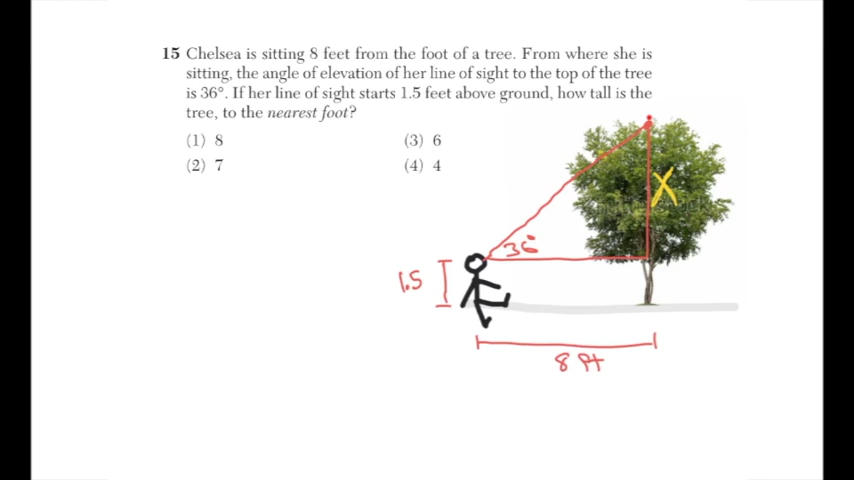 15 Chelsea is sitting 8 feet from the foot of a tree. From where she is
sitting, the angle of elevation of her line of sight to the top of the tree
is 36°. If her line of sight starts 1.5 feet above ground, how tall is the
tree, to the nearest foot?
(1) 8 (3) 6
(2) 7 (4) 4
X
36°
1.5
8 ft